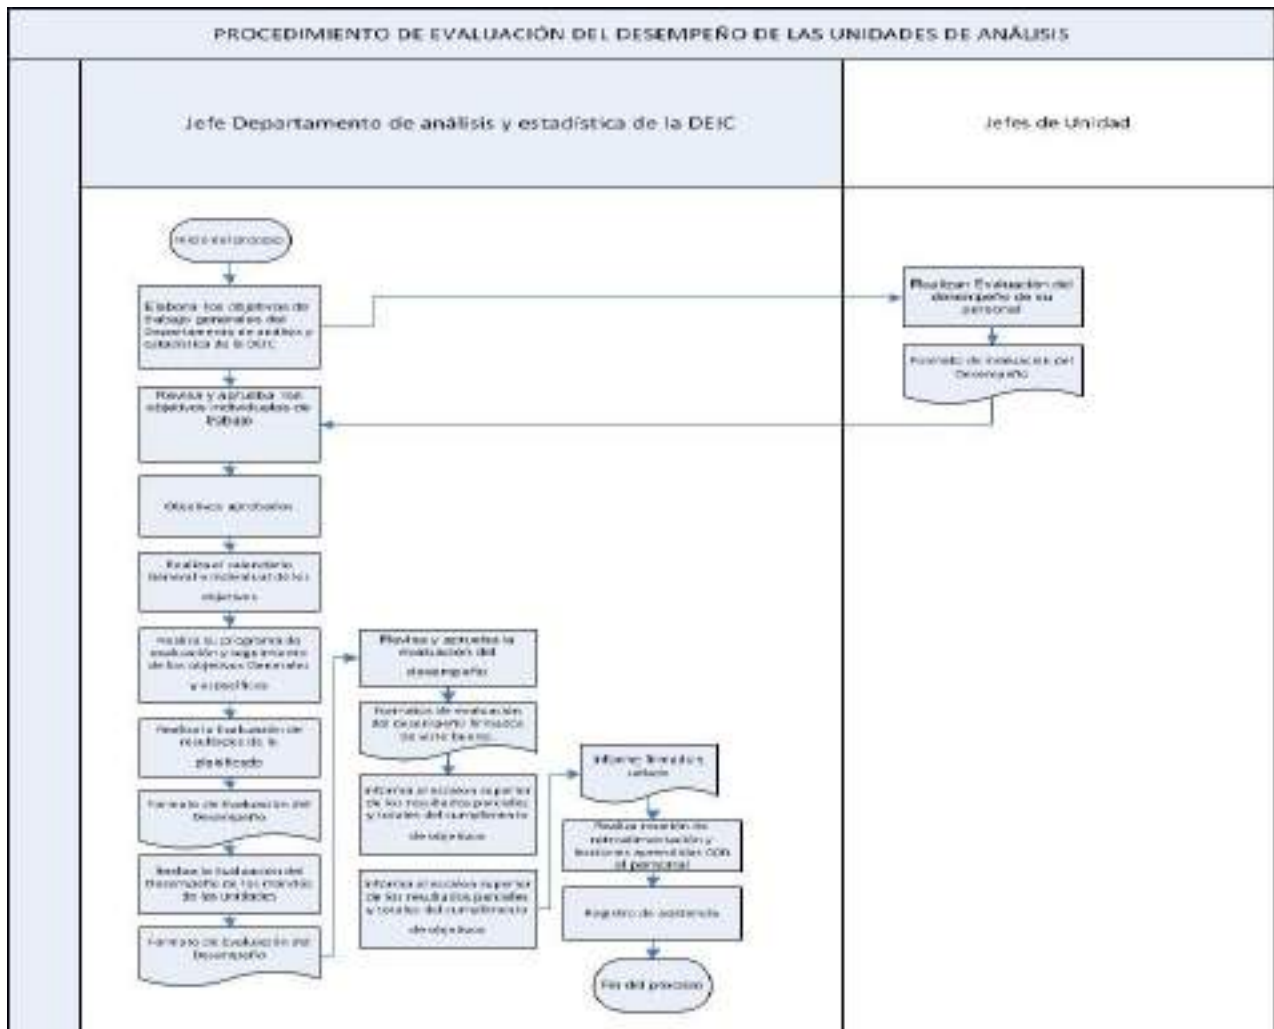 PROCEDIMIENTO DE EVALUACIÓN DEL DESEMPEÑO DE LAS UNIDADES DE ANÁLISIS
Jefe Departamento de análisis y estadística de la DEIC
Jefes de Unidad
Inicio del proceso
Elabora los objetivos de
trabajo generales del
Departamento de análisis y
estadística de la DEIC
Revisa y aprueba los
objetivos individuales de
trabajo
Objetivos aprobados
Realiza el calendario
General e individual de los
objetivos
Realiza su programa de
evaluación y seguimiento
de los objetivos Generales
y específicos
Realiza la Evaluación de
resultados de lo
planificado
Formato de Evaluación del
Desempeño
Realiza la Evaluación del
Desempeño de los mandos
de las unidades
Formato de Evaluación del
Desempeño
Revisa y aprueba la
evaluación del
desempeño
Formatos de evaluación
del desempeño firmados
de visto bueno.
Informa al escalón superior
de los resultados parciales
y totales del cumplimiento
de objetivos
Informa al escalón superior
de los resultados parciales
y totales del cumplimiento
de objetivos
Informe firmado y
sellado
Realiza reunión de
retroalimentación y
lecciones aprendidas con
el personal
Registro de asistencia
Fin del proceso
Realizan Evaluación del
desempeño de su
personal
Formato de evaluación del
Desempeño